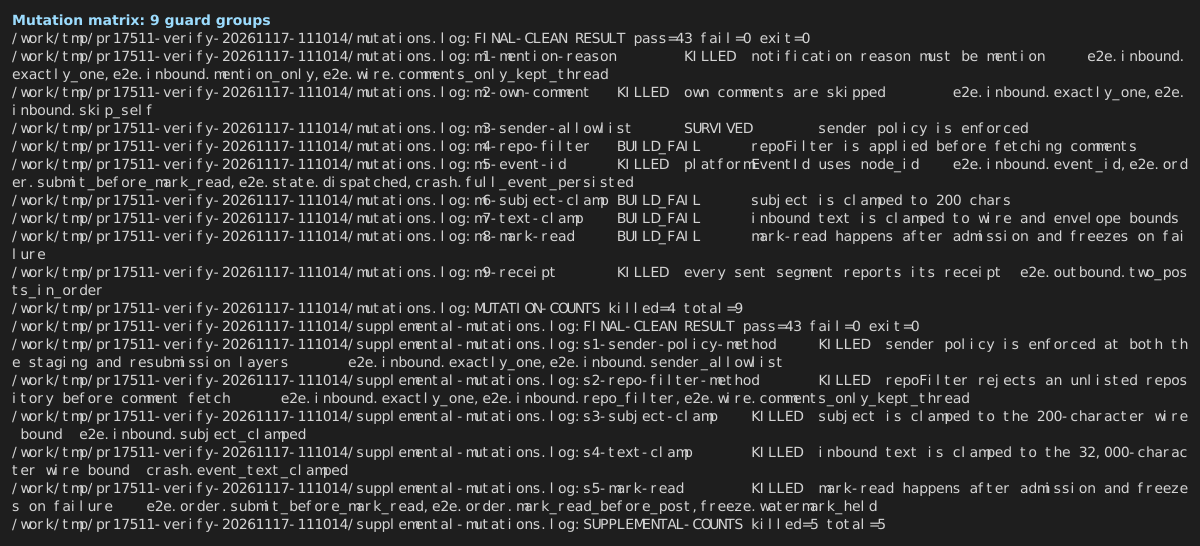 Mutation matrix: 9 guard groups
/work/tmp/pr17511-verify-20261117-111014/mutations.log:FINAL-CLEAN RESULT pass=43 fail=0 exit=0
/work/tmp/pr17511-verify-20261117-111014/mutations.log:m1-mention-reason KILLED notification reason must be mention e2e.inbound.
exactly_one,e2e.inbound.mention_only,e2e.wire.comments_only_kept_thread
/work/tmp/pr17511-verify-20261117-111014/mutations.log:m2-own-comment KILLED own comments are skipped e2e.inbound.exactly_one,e2e.
inbound.skip_self
/work/tmp/pr17511-verify-20261117-111014/mutations.log:m3-sender-allowlist SURVIVED sender policy is enforced
/work/tmp/pr17511-verify-20261117-111014/mutations.log:m4-repo-filter BUILD_FAIL repoFilter is applied before fetching comments
/work/tmp/pr17511-verify-20261117-111014/mutations.log:m5-event-id KILLED platformEventId uses node_id e2e.inbound.event_id,e2e.ord
er.submit_before_mark_read,e2e.state.dispatched,crash.full_event_persisted
/work/tmp/pr17511-verify-20261117-111014/mutations.log:m6-subject-clamp BUILD_FAIL subject is clamped to 200 chars
/work/tmp/pr17511-verify-20261117-111014/mutations.log:m7-text-clamp BUILD_FAIL inbound text is clamped to wire and envelope bounds
/work/tmp/pr17511-verify-20261117-111014/mutations.log:m8-mark-read BUILD_FAIL mark-read happens after admission and freezes on fai
lure
/work/tmp/pr17511-verify-20261117-111014/mutations.log:m9-receipt KILLED every sent segment reports its receipt e2e.outbound.two_pos
ts_in_order
/work/tmp/pr17511-verify-20261117-111014/mutations.log:MUTATION-COUNTS killed=4 total=9
/work/tmp/pr17511-verify-20261117-111014/supplemental-mutations.log:FINAL-CLEAN RESULT pass=43 fail=0 exit=0
/work/tmp/pr17511-verify-20261117-111014/supplemental-mutations.log:s1-sender-policy-method KILLED sender policy is enforced at both th
e staging and resubmission layers e2e.inbound.exactly_one,e2e.inbound.sender_allowlist
/work/tmp/pr17511-verify-20261117-111014/supplemental-mutations.log:s2-repo-filter-method KILLED repoFilter rejects an unlisted repos
itory before comment fetch e2e.inbound.exactly_one,e2e.inbound.repo_filter,e2e.wire.comments_only_kept_thread
/work/tmp/pr17511-verify-20261117-111014/supplemental-mutations.log:s3-subject-clamp KILLED subject is clamped to the 200-character wire
bound e2e.inbound.subject_clamped
/work/tmp/pr17511-verify-20261117-111014/supplemental-mutations.log:s4-text-clamp KILLED inbound text is clamped to the 32,000-charac
ter wire bound crash.event_text_clamped
/work/tmp/pr17511-verify-20261117-111014/supplemental-mutations.log:s5-mark-read KILLED mark-read happens after admission and freeze
s on failure e2e.order.submit_before_mark_read,e2e.order.mark_read_before_post,freeze.watermark_held
/work/tmp/pr17511-verify-20261117-111014/supplemental-mutations.log:SUPPLEMENTAL-COUNTS killed=5 total=5